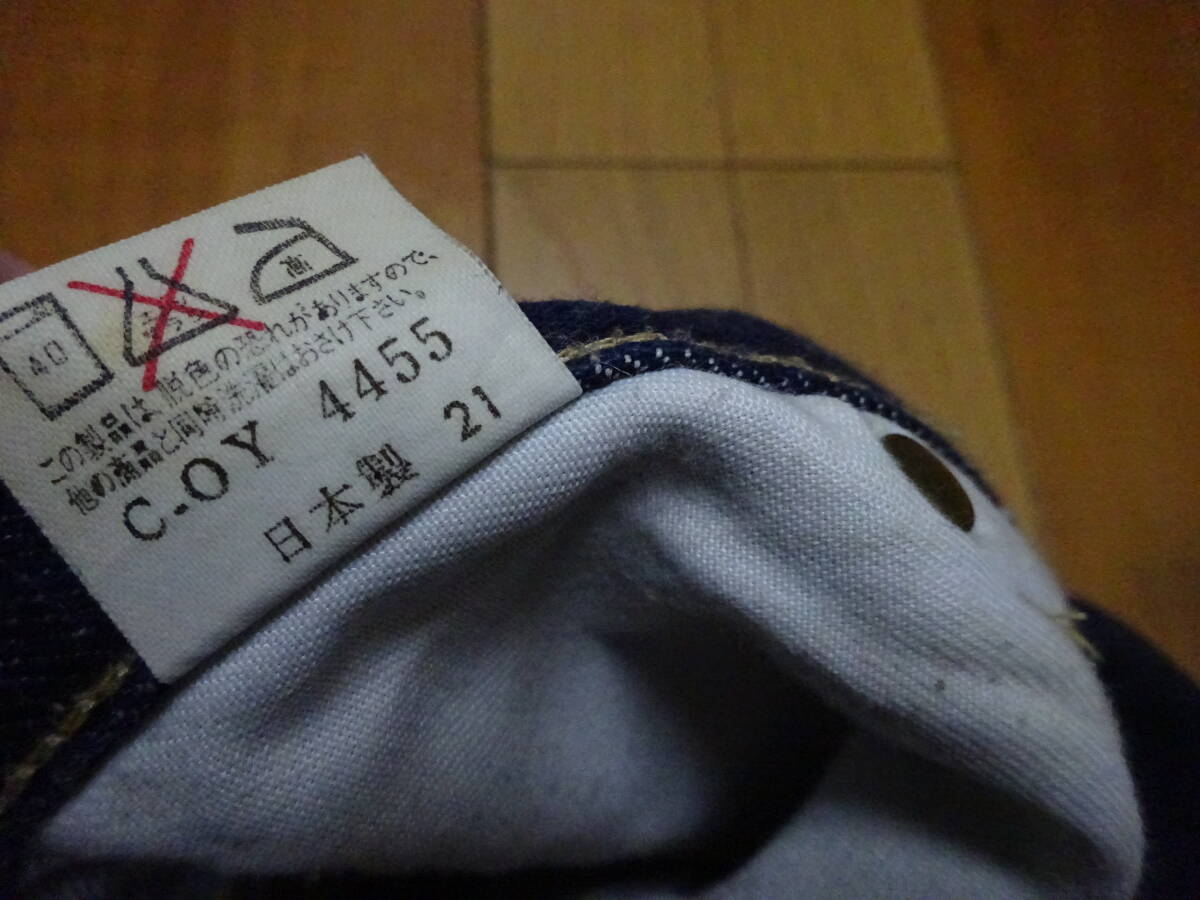 40
高
この製品は、脱色の恐れがありますので、
他の商品と同時洗濯はおさけ下さい。
C-OY 4455
日本製 21